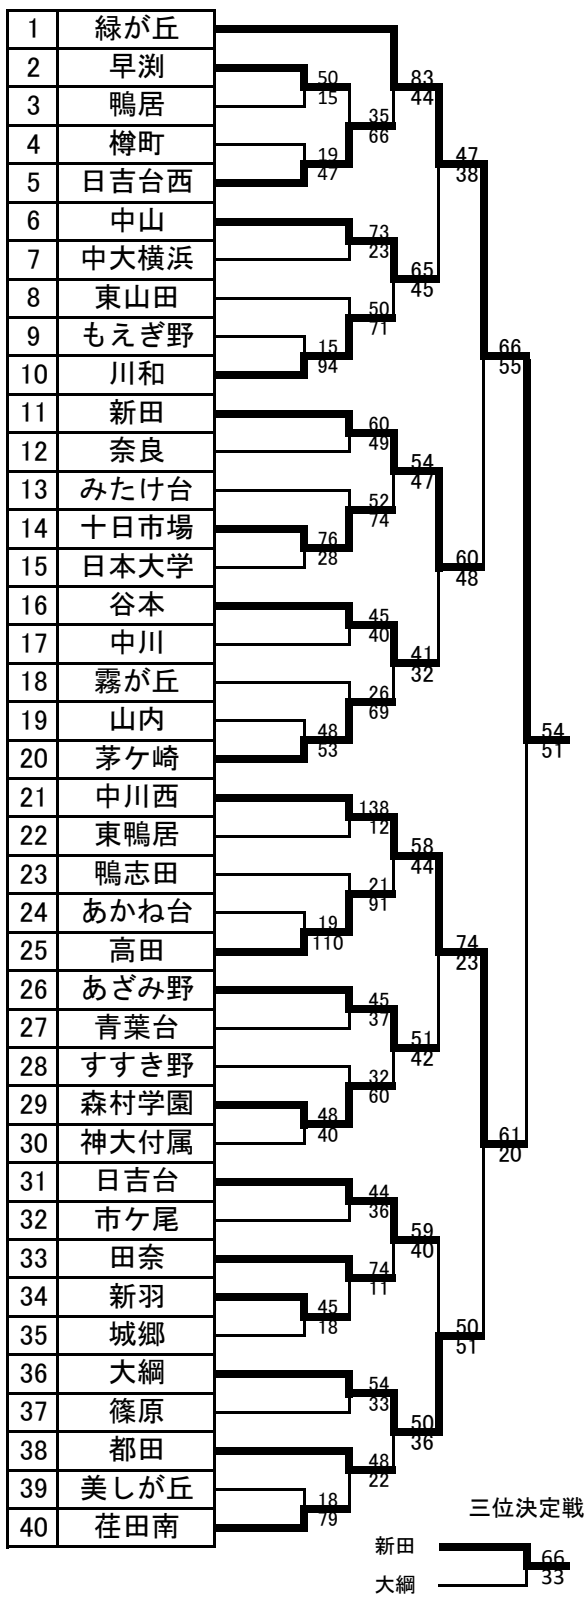 1 緑が丘
2 早渕
3 鴨居
4 樽町
5 日吉台西
6 中山
7 中大横浜
8 東山田
9 もえぎ野
10 川和
11 新田
12 奈良
13 みたけ台
14 十日市場
15 日本大学
16 谷本
17 中川
18 霧が丘
19 山内
20 茅ケ崎
21 中川西
22 東鴨居
23 鴨志田
24 あかね台
25 高田
26 あざみ野
27 青葉台
28 すすき野
29 森村学園
30 神大付属
31 日吉台
32 市ケ尾
33 田奈
34 新羽
35 城郷
36 大綱
37 篠原
38 都田
39 美しが丘
40 荏田南
50
15
19
47
15
94
76
28
48
53
19
110
48
40
45
18
18
79
35
66
73
23
50
71
60
49
52
74
45
40
26
69
138
12
21
91
45
37
32
60
44
36
74
11
54
33
48
22
83
44
65
45
54
47
41
32
58
44
51
42
59
40
50
36
47
38
60
48
74
23
50
51
66
55
61
20
54
51
三位決定戦
新田
大綱
66
33